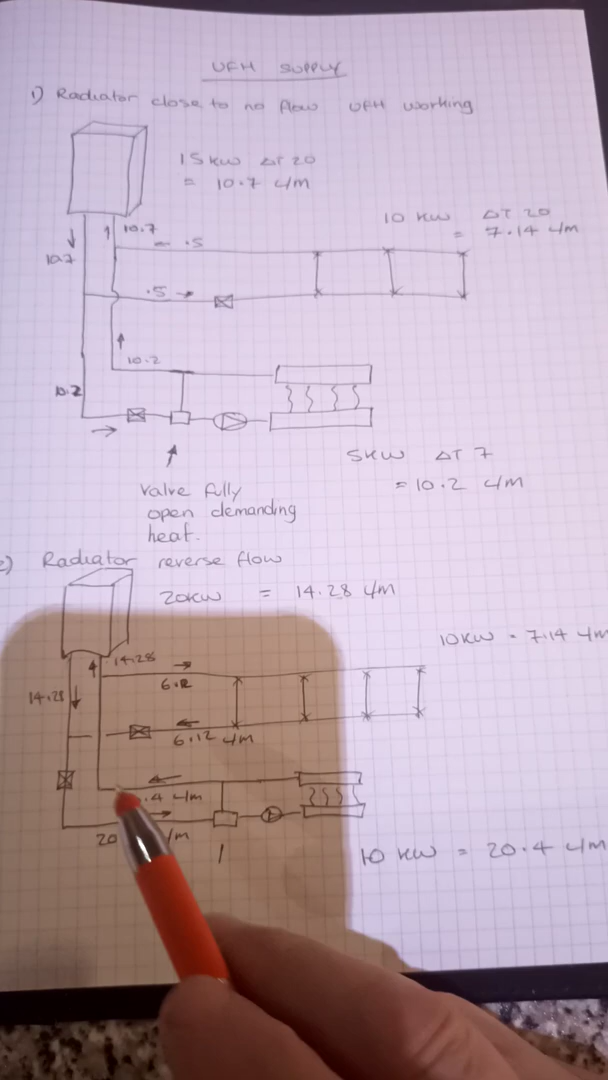 UFH SUPPLY
1) Radiator close to no flow UFH working
15KW ΔT 20
= 10.7 L/M
10 KW ΔT 20
= 7.14 L/M
10.7
10.7
.5
.5
10.2
10.2
5KW ΔT 7
= 10.2 L/M
Valve fully
open demanding
heat.
2) Radiator reverse flow
20KW = 14.28 L/M
10KW = 7.14 L/M
14.28
14.28
6.12 L/M
.4 L/M
20 /M
10 KW = 20.4 L/M